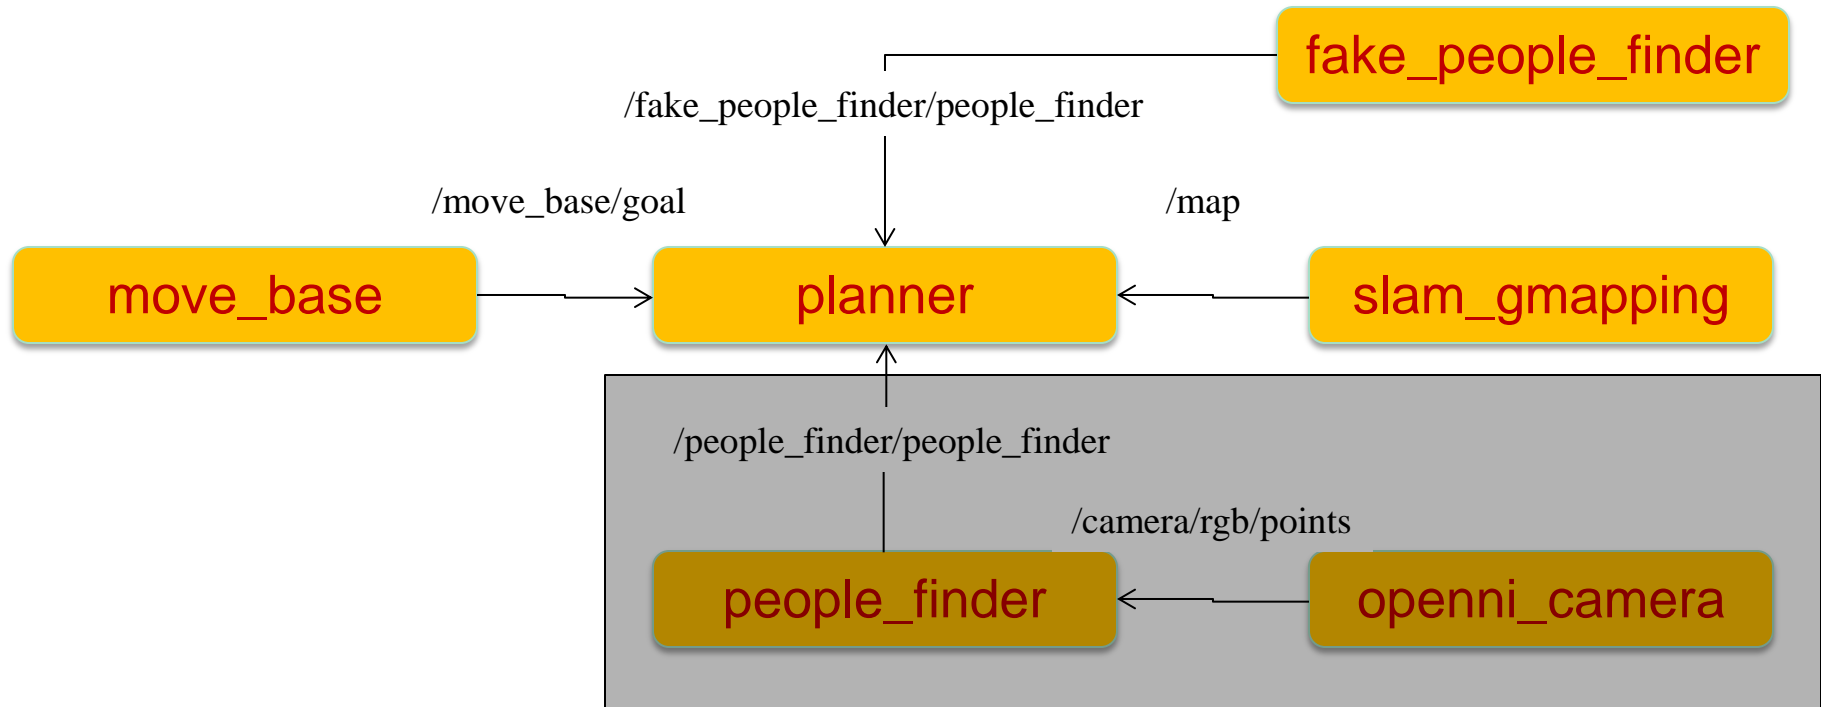 fake_people_finder
/fake_people_finder/people_finder
/move_base/goal
/map
move_base
planner
slam_gmapping
/people_finder/people_finder
/camera/rgb/points
people_finder
openni_camera